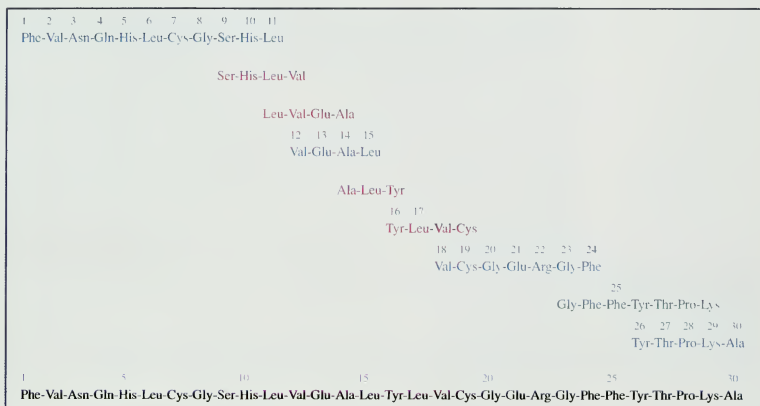 1 2 3 4 5 6 7 8 9 10 11
Phe-Val-Asn-Gln-His-Leu-Cys-Gly-Ser-His-Leu
Ser-His-Leu-Val
Leu-Val-Glu-Ala
12 13 14 15
Val-Glu-Ala-Leu
Ala-Leu-Tyr
16 17
Tyr-Leu-Val-Cys
18 19 20 21 22 23 24
Val-Cys-Gly-Glu-Arg-Gly-Phe
25
Gly-Phe-Phe-Tyr-Thr-Pro-Lys
26 27 28 29 30
Tyr-Thr-Pro-Lys-Ala
1 5 10 15 20 25 30
Phe-Val-Asn-Gln-His-Leu-Cys-Gly-Ser-His-Leu-Val-Glu-Ala-Leu-Tyr-Leu-Val-Cys-Gly-Glu-Arg-Gly-Phe-Phe-Tyr-Thr-Pro-Lys-Ala